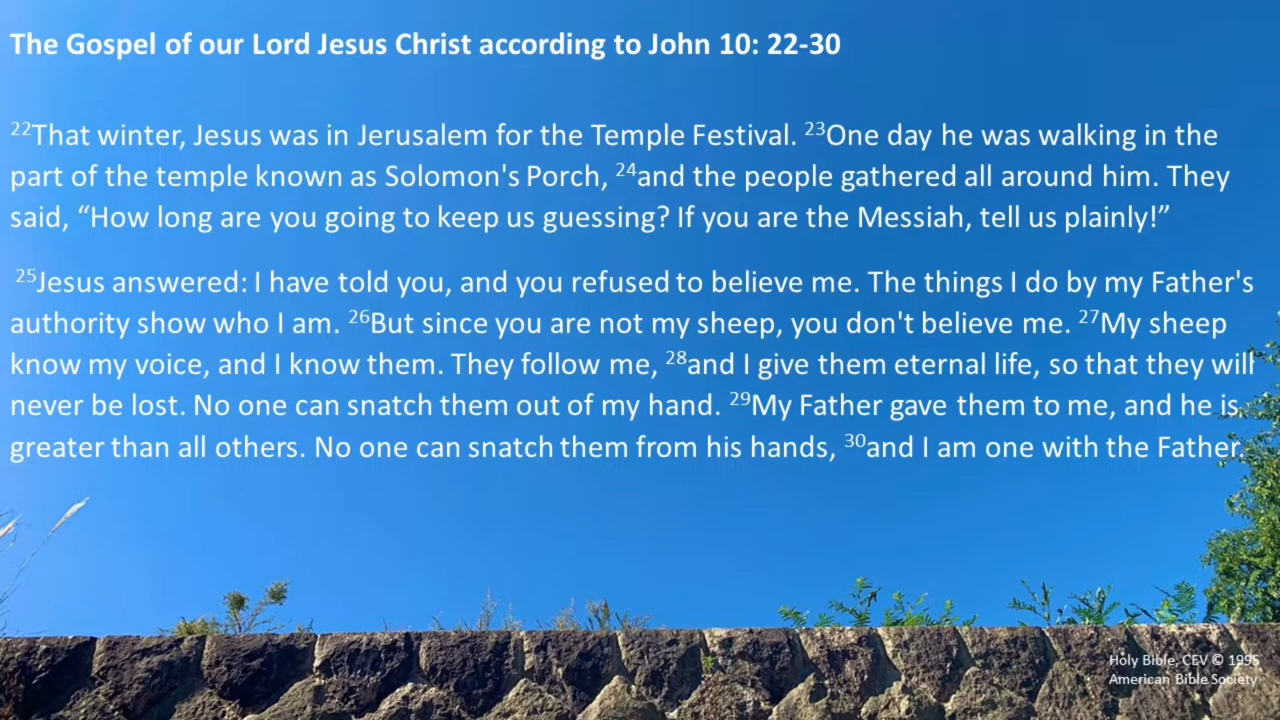 The Gospel of our Lord Jesus Christ according to John 10: 22-30
²²That winter, Jesus was in Jerusalem for the Temple Festival. ²³One day he was walking in the
part of the temple known as Solomon's Porch, ²⁴and the people gathered all around him. They
said, “How long are you going to keep us guessing? If you are the Messiah, tell us plainly!”
²⁵Jesus answered: I have told you, and you refused to believe me. The things I do by my Father's
authority show who I am. ²⁶But since you are not my sheep, you don't believe me. ²⁷My sheep
know my voice, and I know them. They follow me, ²⁸and I give them eternal life, so that they will
never be lost. No one can snatch them out of my hand. ²⁹My Father gave them to me, and he is
greater than all others. No one can snatch them from his hands, ³⁰and I am one with the Father.
Holy Bible, CEV © 1995
American Bible Society